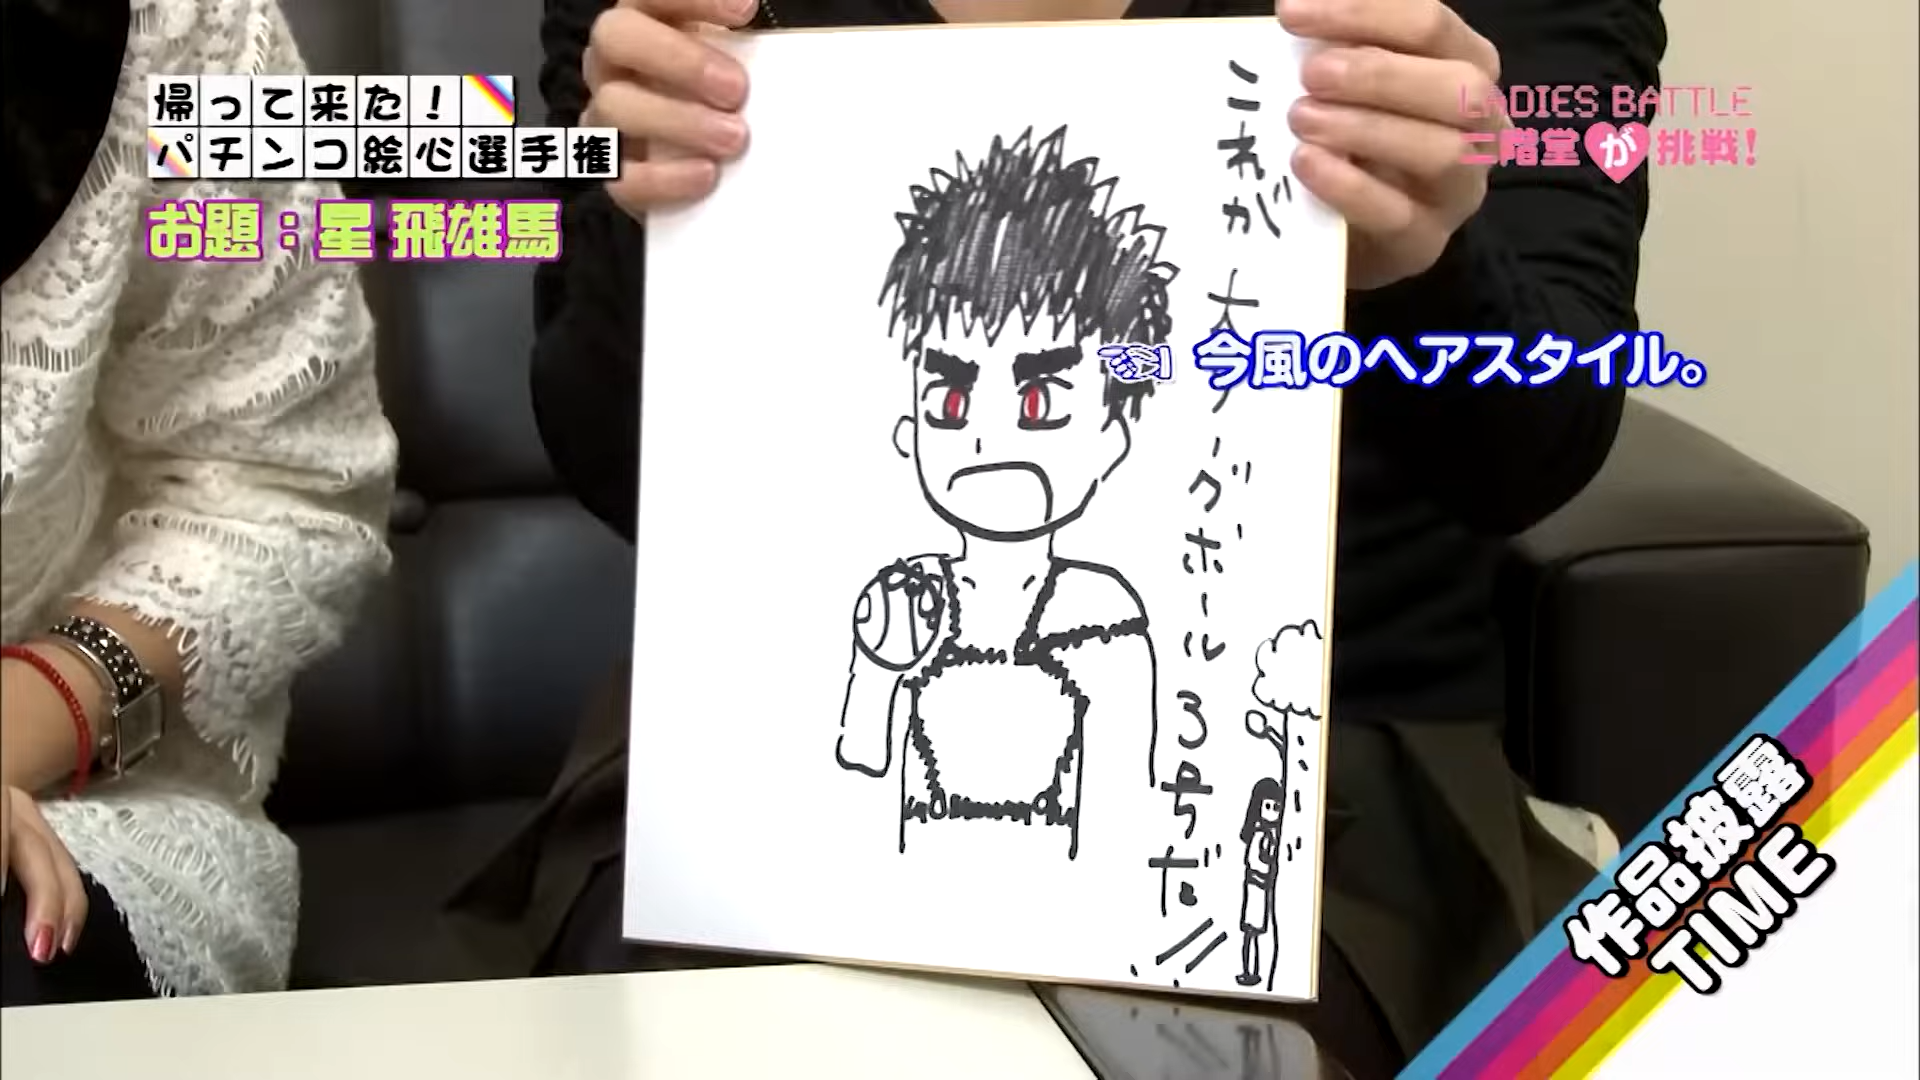 帰って来た!
パチンコ絵心選手権
お題:星 飛雄馬
LADIES BATTLE
二階堂が挑戦!
これが
大リーグボール3号だ
今風のヘアスタイル。
作品披露
TIME